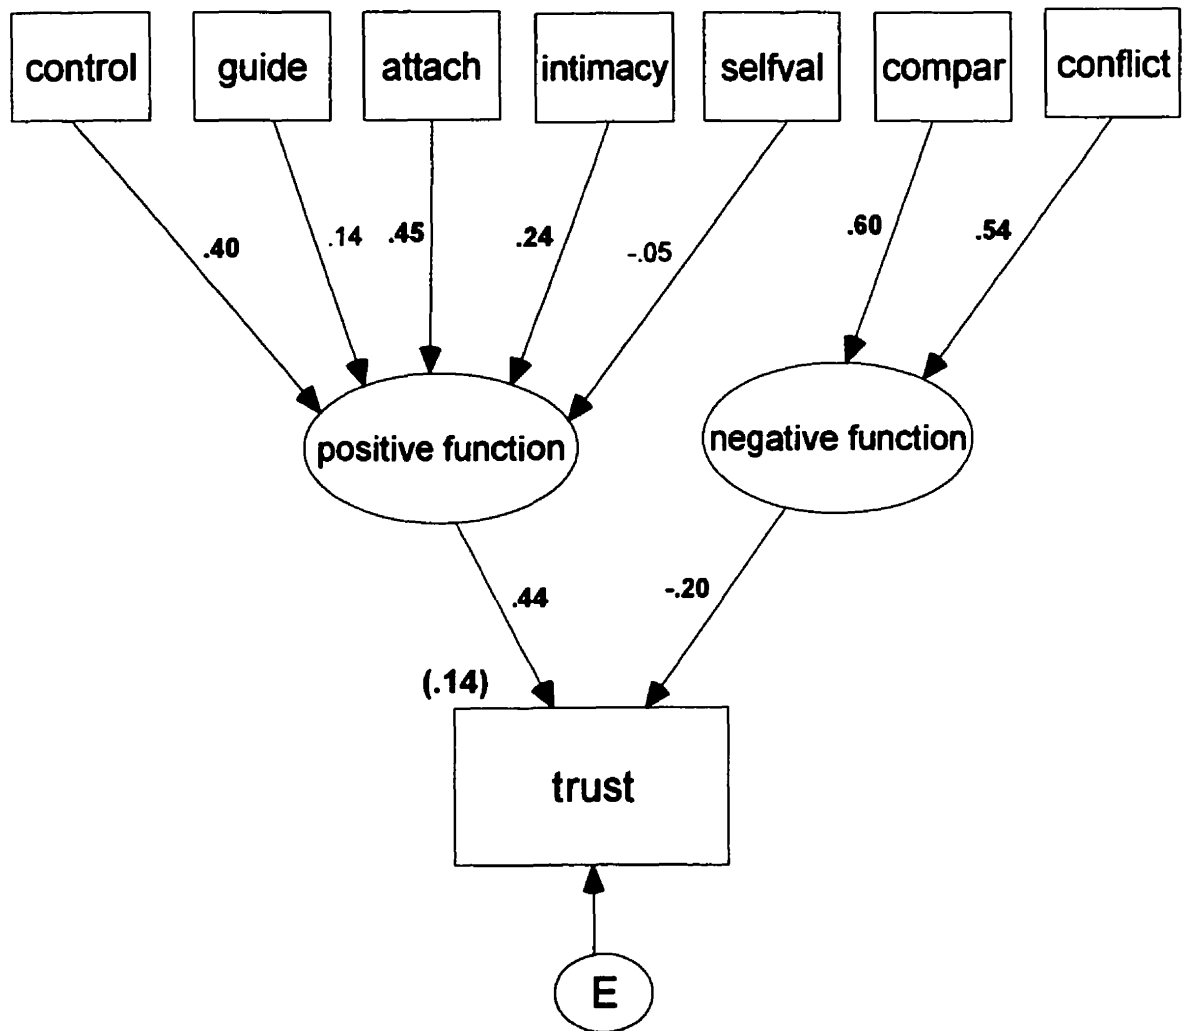 control guide attach intimacy selfval compar conflict
.40 .14 .45 .24 -.05 .60 .54
positive function negative function
.44 -.20
(.14)
trust
E